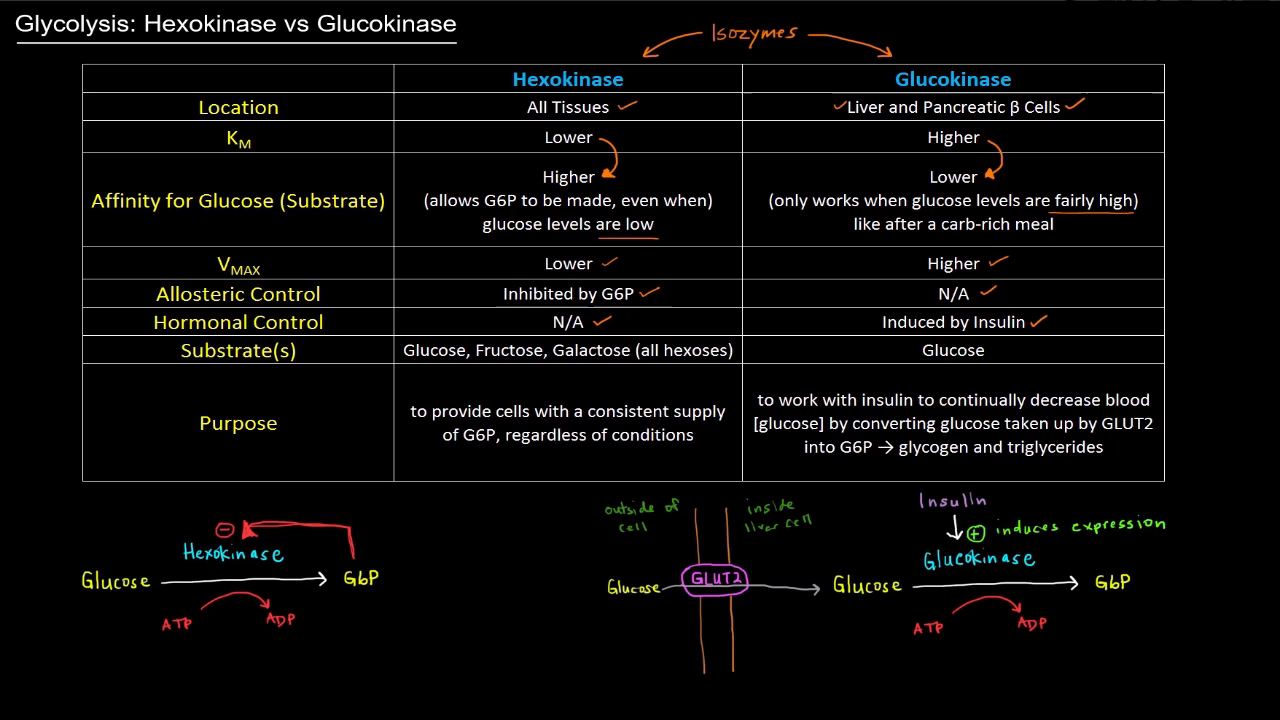 Glycolysis: Hexokinase vs Glucokinase
Isozymes
Hexokinase
Glucokinase
Location
All Tissues
Liver and Pancreatic β Cells
KM
Lower
Higher
Affinity for Glucose (Substrate)
Higher
(allows G6P to be made, even when)
glucose levels are low
Lower
(only works when glucose levels are fairly high)
like after a carb-rich meal
VMAX
Lower
Higher
Allosteric Control
Inhibited by G6P
N/A
Hormonal Control
N/A
Induced by Insulin
Substrate(s)
Glucose, Fructose, Galactose (all hexoses)
Glucose
Purpose
to provide cells with a consistent supply
of G6P, regardless of conditions
to work with insulin to continually decrease blood
[glucose] by converting glucose taken up by GLUT2
into G6P → glycogen and triglycerides
Hexokinase
Glucose
G6P
ATP
ADP
outside of
cell
inside
liver cell
Glucose
GLUT2
Glucose
Insulin
induces expression
Glucokinase
G6P
ATP
ADP